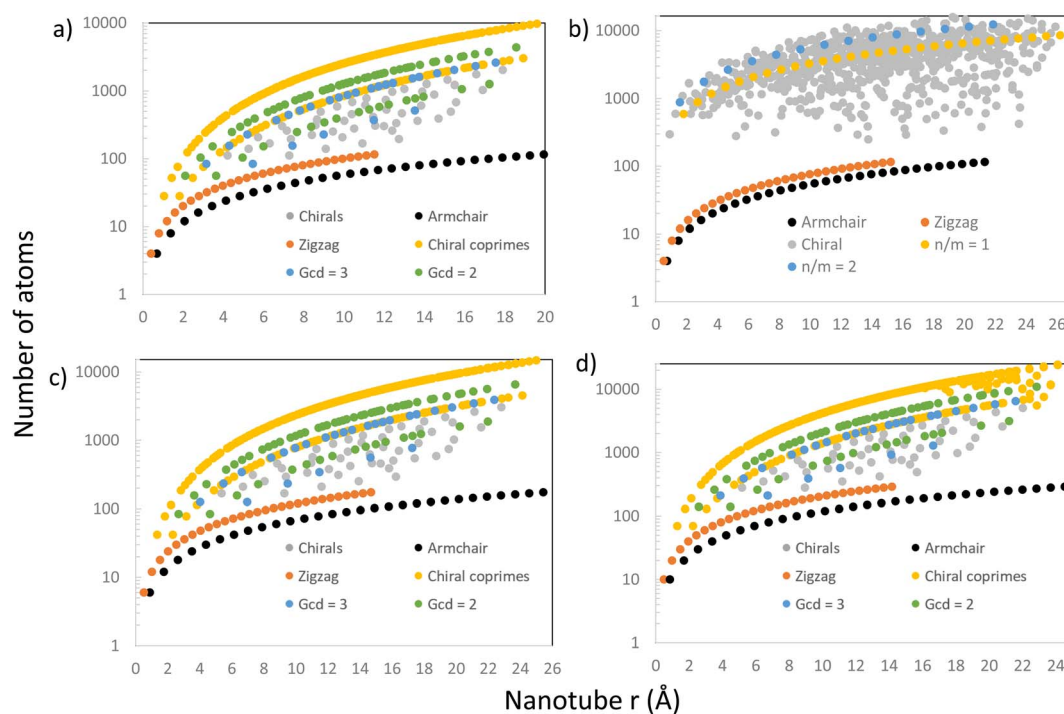 Number of atoms
a)
10000
1000
100
10
1
0 2 4 6 8 10 12 14 16 18 20
Chirals
Armchair
Zigzag
Chiral coprimes
Gcd = 3
Gcd = 2
b)
10000
1000
100
10
1
0 2 4 6 8 10 12 14 16 18 20 22 24 26
Armchair
Zigzag
Chiral
n/m = 1
n/m = 2
c)
10000
1000
100
10
1
0 2 4 6 8 10 12 14 16 18 20 22 24 26
Chirals
Armchair
Zigzag
Chiral coprimes
Gcd = 3
Gcd = 2
d)
10000
1000
100
10
1
0 2 4 6 8 10 12 14 16 18 20 22 24
Chirals
Armchair
Zigzag
Chiral coprimes
Gcd = 3
Gcd = 2
Nanotube r (Å)